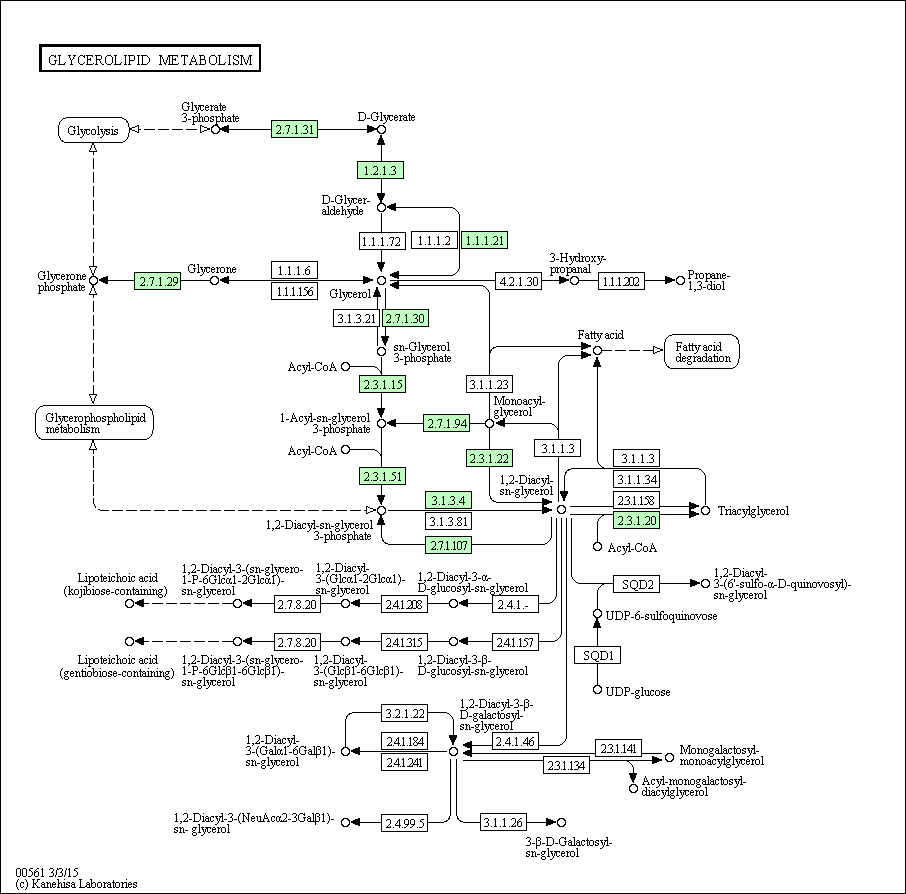 GLYCEROLIPID METABOLISM
Glycerate
3-phosphate
D-Glycerate
Glycolysis
2.7.1.31
1.2.1.3
D-Glycer-
aldehyde
1.1.1.72
1.1.1.2
1.1.1.21
3-Hydroxy-
propanal
Glycerone
phosphate
2.7.1.29
Glycerone
1.1.1.6
1.1.1.156
Glycerol
4.2.1.30
1.1.1.202
Propane-
1,3-diol
3.1.3.21
2.7.1.30
sn-Glycerol
3-phosphate
Fatty acid
Fatty acid
degradation
Acyl-CoA
2.3.1.15
3.1.1.23
Monoacyl-
glycerol
Glycerophospholipid
metabolism
1-Acyl-sn-glycerol
3-phosphate
2.7.1.94
Acyl-CoA
2.3.1.22
3.1.1.3
3.1.1.3
2.3.1.51
1,2-Diacyl-
sn-glycerol
3.1.1.34
3.1.3.4
2.3.1.158
Triacylglycerol
1,2-Diacyl-sn-glycerol
3-phosphate
3.1.3.81
2.3.1.20
2.7.1.107
Acyl-CoA
Lipoteichoic acid
(kojibiose-containing)
1,2-Diacyl-3-(sn-glycero-
1-P-6Glcα1-2Glcα1)-
sn-glycerol
1,2-Diacyl-
3-(Glcα1-2Glcα1)-
sn-glycerol
1,2-Diacyl-3-α-
D-glucosyl-sn-glycerol
SQD2
1,2-Diacyl-
3-(6'-sulfo-α-D-quinovosyl)-
sn-glycerol
2.7.8.20
2.4.1.208
2.4.1.-
UDP-6-sulfoquinovose
2.7.8.20
2.4.1.315
2.4.1.157
Lipoteichoic acid
(gentiobiose-containing)
1,2-Diacyl-3-(sn-glycero-
1-P-6Glcβ1-6Glcβ1)-
sn-glycerol
1,2-Diacyl-
3-(Glcβ1-6Glcβ1)-
sn-glycerol
1,2-Diacyl-3-β-
D-glucosyl-sn-glycerol
SQD1
UDP-glucose
3.2.1.22
1,2-Diacyl-3-β-
D-galactosyl-
sn-glycerol
1,2-Diacyl-
3-(Galα1-6Galβ1)-
sn-glycerol
2.4.1.184
2.4.1.241
2.4.1.46
2.3.1.141
2.3.1.134
Monogalactosyl-
monoacylglycerol
Acyl-monogalactosyl-
diacylglycerol
1,2-Diacyl-3-(NeuAcα2-3Galβ1)-
sn-glycerol
2.4.99.5
3.1.1.26
3-β-D-Galactosyl-
sn-glycerol
00561 3/3/15
(c) Kanehisa Laboratories